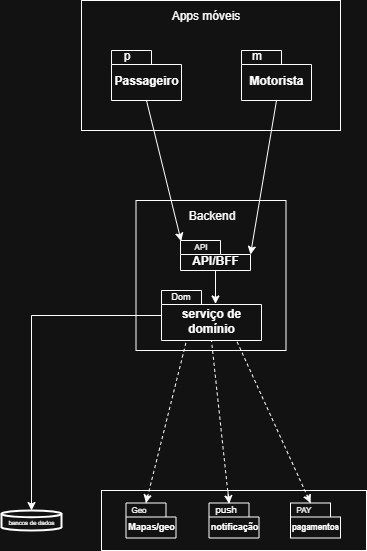 Apps móveis
p
m
Passageiro
Motorista
Backend
API
API/BFF
Dom
serviço de
domínio
Geo
push
PAY
Mapas/geo
notificação
pagamentos
bancos de dados